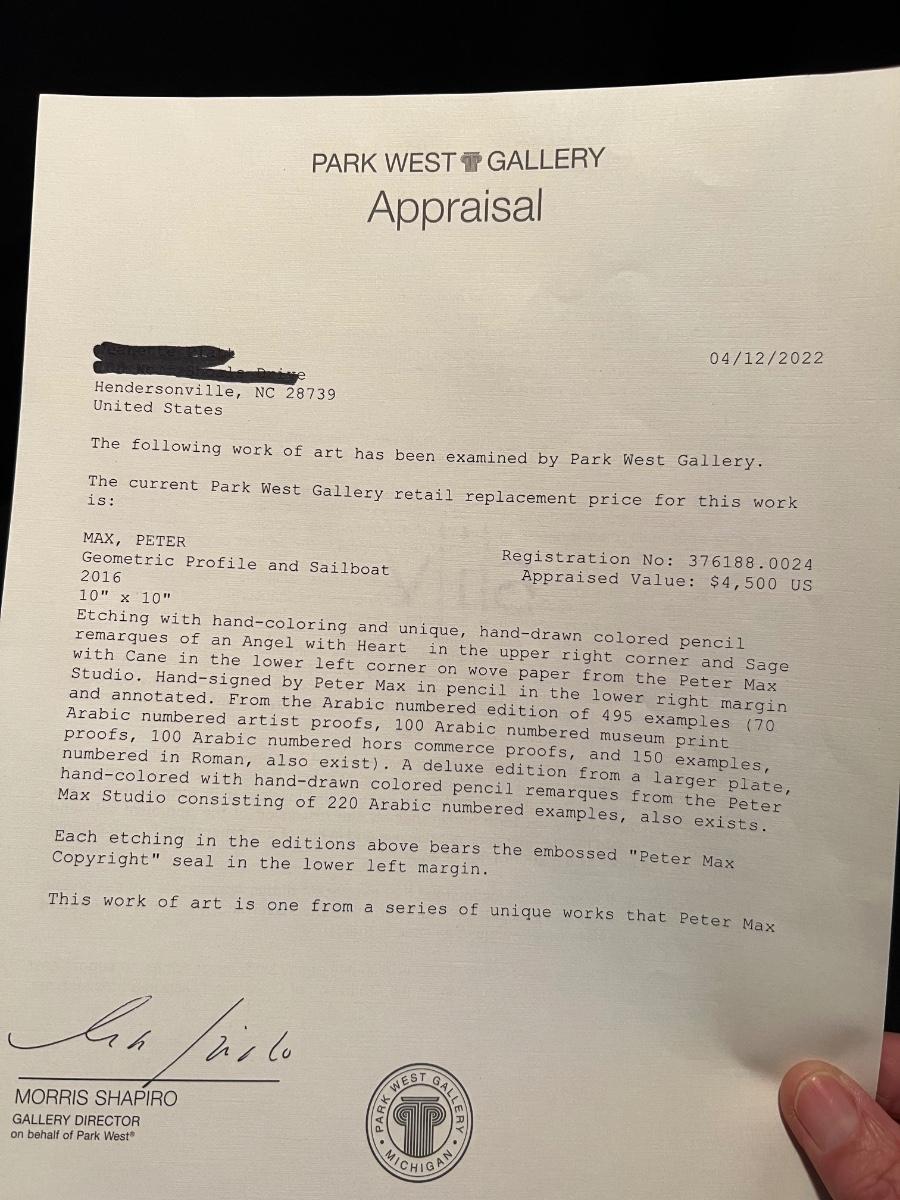 PARK WEST GALLERY
Appraisal
04/12/2022
Drive
Hendersonville, NC 28739
United States
The following work of art has been examined by Park West Gallery.
The current Park West Gallery retail replacement price for this work
is:
MAX, PETER
Geometric Profile and Sailboat
2016
10" x 10"
Registration No: 376188.0024
Appraised Value: $4,500 US
Etching with hand-coloring and unique, hand-drawn colored pencil
remarques of an Angel with Heart in the upper right corner and Sage
with Cane in the lower left corner on wove paper from the Peter Max
Studio. Hand-signed by Peter Max in pencil in the lower right margin
and annotated. From the Arabic numbered edition of 495 examples (70
Arabic numbered artist proofs, 100 Arabic numbered museum print
proofs, 100 Arabic numbered hors commerce proofs, and 150 examples,
numbered in Roman, also exist). A deluxe edition from a larger plate,
hand-colored with hand-drawn colored pencil remarques from the Peter
Max Studio consisting of 220 Arabic numbered examples, also exists.
Each etching in the editions above bears the embossed "Peter Max
Copyright" seal in the lower left margin.
This work of art is one from a series of unique works that Peter Max
MORRIS SHAPIRO
GALLERY DIRECTOR
on behalf of Park West®
PARK WEST GALLERY
MICHIGAN